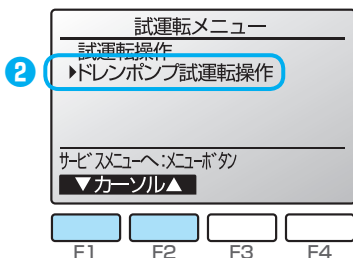 試運転メニュー
試運転操作
2 ▶ドレンポンプ試運転操作
サービスメニューへ:メニューボタン
▼カーソル▲
F1 F2 F3 F4